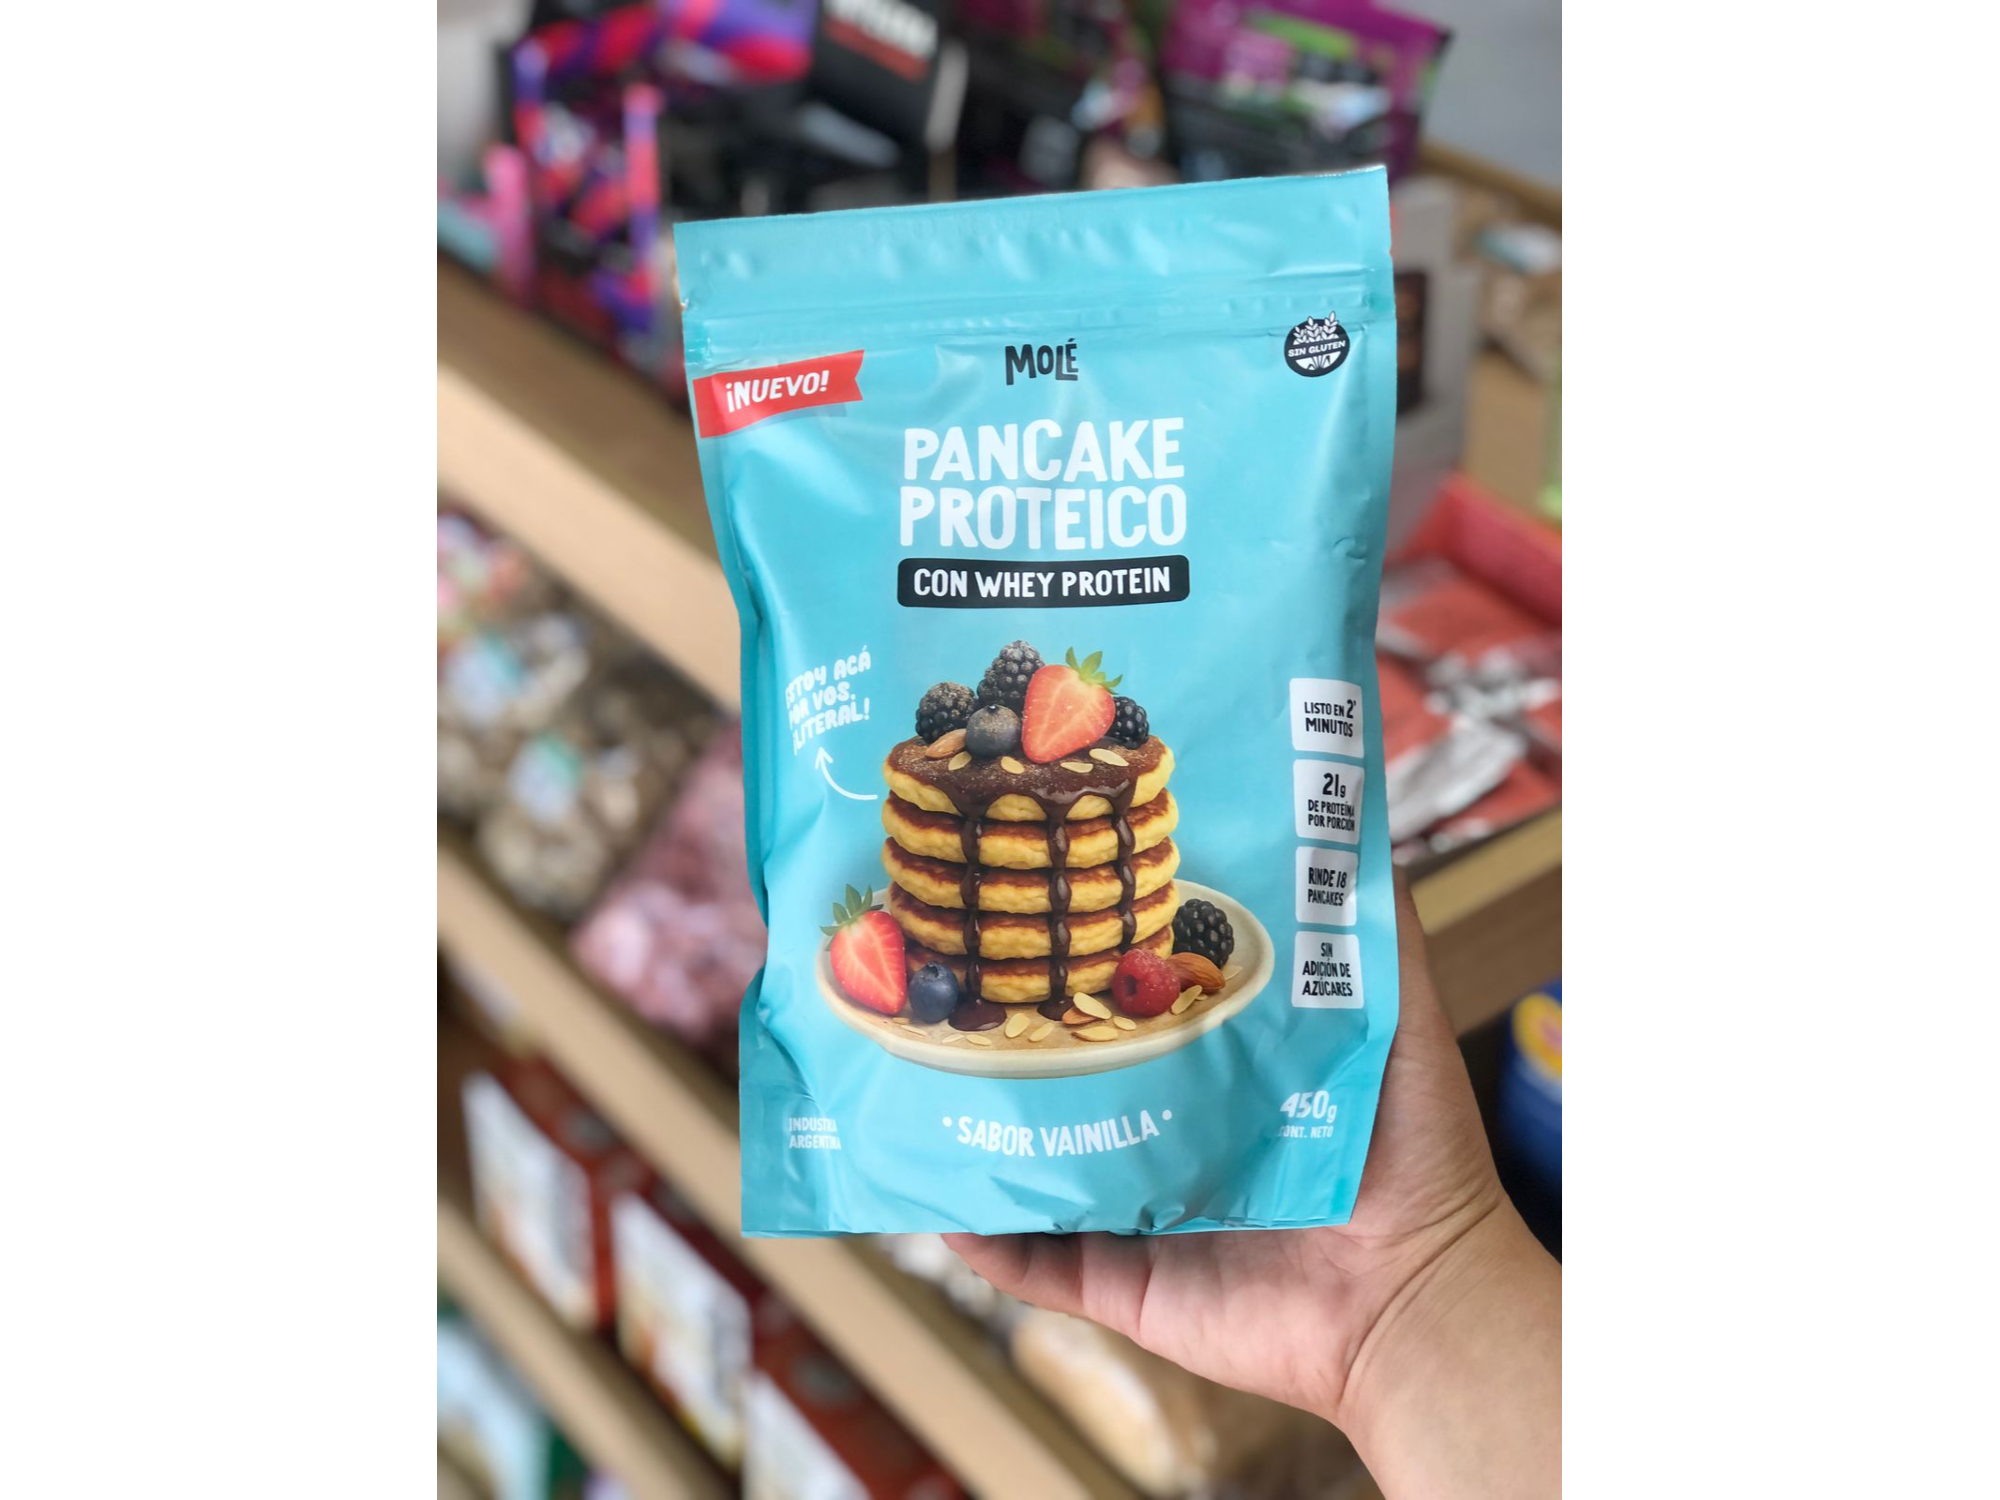 MOLÉ
SIN GLUTEN
¡NUEVO!
PANCAKE
PROTEICO
CON WHEY PROTEIN
ESTOY ACÁ
POR VOS.
¡LITERAL!
LISTO EN 2'
MINUTOS
21g
DE PROTEÍNA
POR PORCIÓN
RINDE 18
PANCAKES
SIN
ADICIÓN DE
AZÚCARES
INDUSTRIA
ARGENTINA
• SABOR VAINILLA •
450g
CONT. NETO